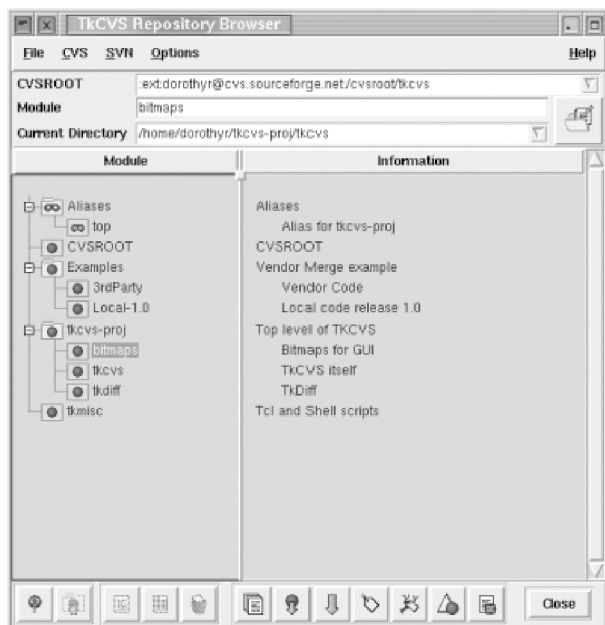 TkCVS Repository Browser
File CVS SVN Options Help
CVSROOT :ext:dorothyr@cvs.sourceforge.net:/cvsroot/tkcvs
Module bitmaps
Current Directory /home/dorothyr/tkcvs-proj/tkcvs
Module Information
Aliases Aliases
top Alias for tkcvs-proj
CVSROOT CVSROOT
Examples Vendor Merge example
3rdParty Vendor Code
Local-1.0 Local code release 1.0
tkcvs-proj Top level of TKCVS
bitmaps Bitmaps for GUI
tkcvs TkCVS itself
tkdiff TkDiff
tkmisc Tcl and Shell scripts
Close